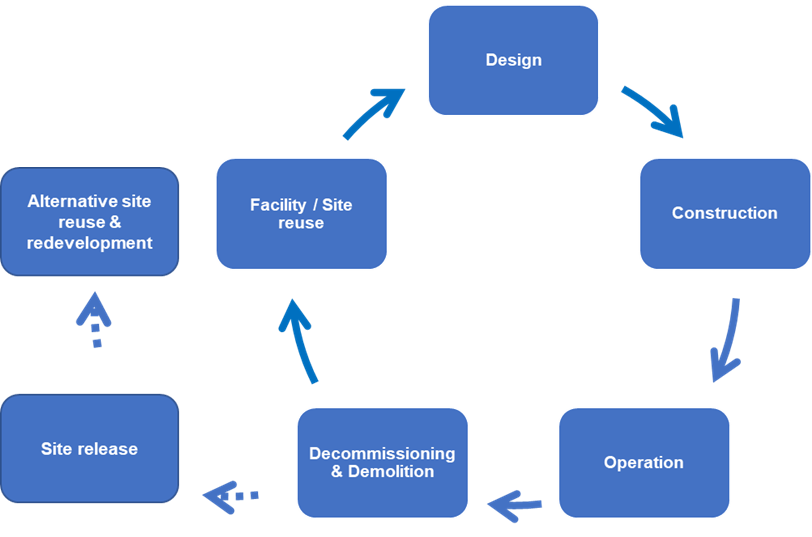 Design
Alternative site
reuse &
redevelopment
Facility / Site
reuse
Construction
Site release
Decommissioning
& Demolition
Operation